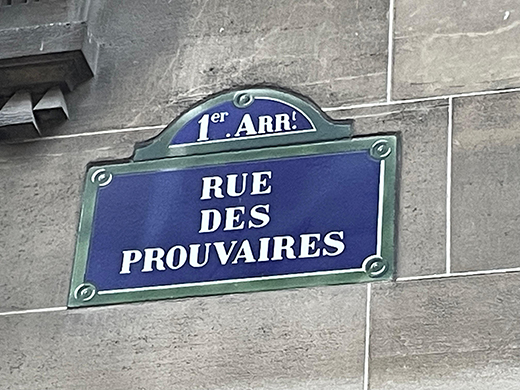 1er. ARRt.
RUE
DES
PROUVAIRES